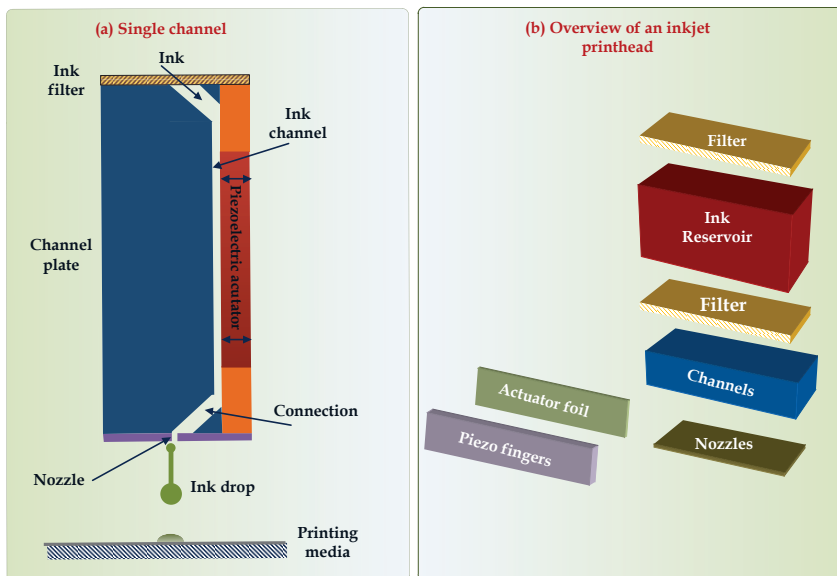 (a) Single channel
Ink
Ink
filter
Ink
channel
Channel
plate
Piezoelectric acutator
Connection
Nozzle
Ink drop
Printing
media
(b) Overview of an inkjet
printhead
Filter
Ink
Reservoir
Filter
Channels
Actuator foil
Piezo fingers
Nozzles